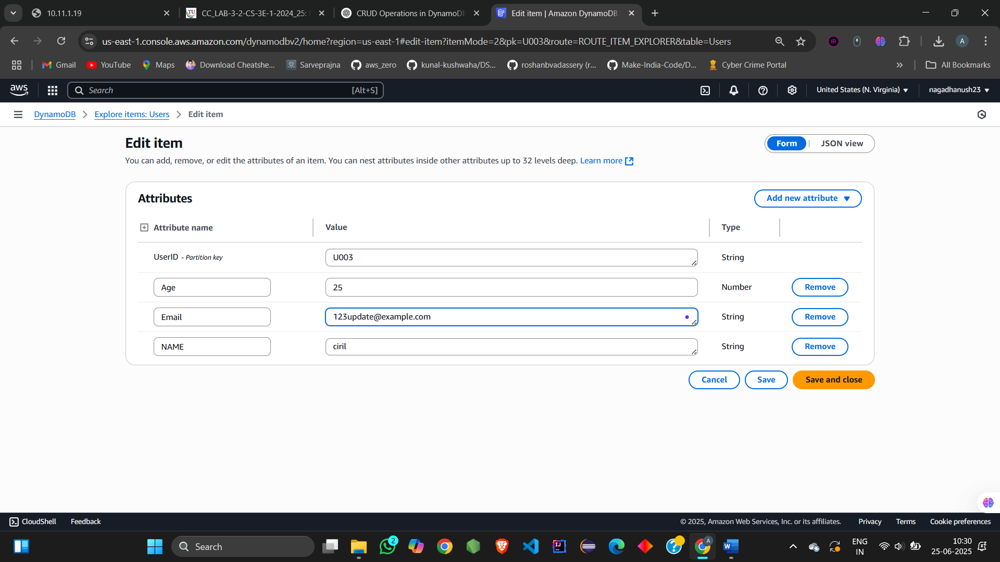 10.11.1.19
CC_LAB-3-2-CS-3E-1-2024_25:
CRUD Operations in DynamoDB
Edit item | Amazon DynamoDB
us-east-1.console.aws.amazon.com/dynamodbv2/home?region=us-east-1#edit-item?itemMode=2&pk=U003&route=ROUTE_ITEM_EXPLORER&table=Users
A
Gmail
YouTube
Maps
Download Cheatshe...
Sarveprajna
aws_zero
kunal-kushwaha/DS...
roshanbvadassery (r...
Make-India-Code/D...
Cyber Crime Portal
All Bookmarks
aws
Search
[Alt+S]
United States (N. Virginia)
nagadhanush23
DynamoDB
Explore items: Users
Edit item
Edit item
Form
JSON view
You can add, remove, or edit the attributes of an item. You can nest attributes inside other attributes up to 32 levels deep. Learn more
Attributes
Add new attribute
Attribute name
Value
Type
UserID - Partition key
U003
String
Age
25
Number
Remove
Email
123update@example.com
String
Remove
NAME
ciril
String
Remove
Cancel
Save
Save and close
CloudShell
Feedback
© 2025, Amazon Web Services, Inc. or its affiliates.
Privacy
Terms
Cookie preferences
Search
2
ENG
IN
10:30
25-06-2025